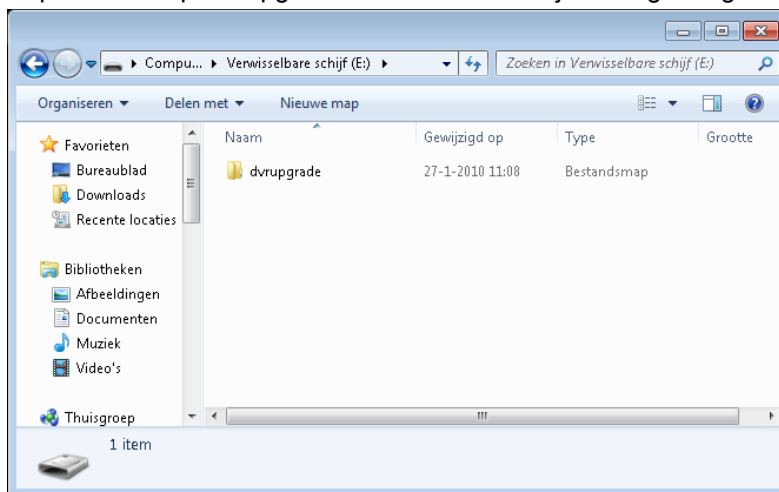 Compu... Verwisselbare schijf (E:) Zoeken in Verwisselbare schijf (E:)
Organiseren Delen met Nieuwe map
Favorieten
Bureaublad
Downloads
Recente locaties
Bibliotheken
Afbeeldingen
Documenten
Muziek
Video's
Thuisgroep
Naam Gewijzigd op Type Grootte
dvrupgrade 27-1-2010 11:08 Bestandsmap
1 item